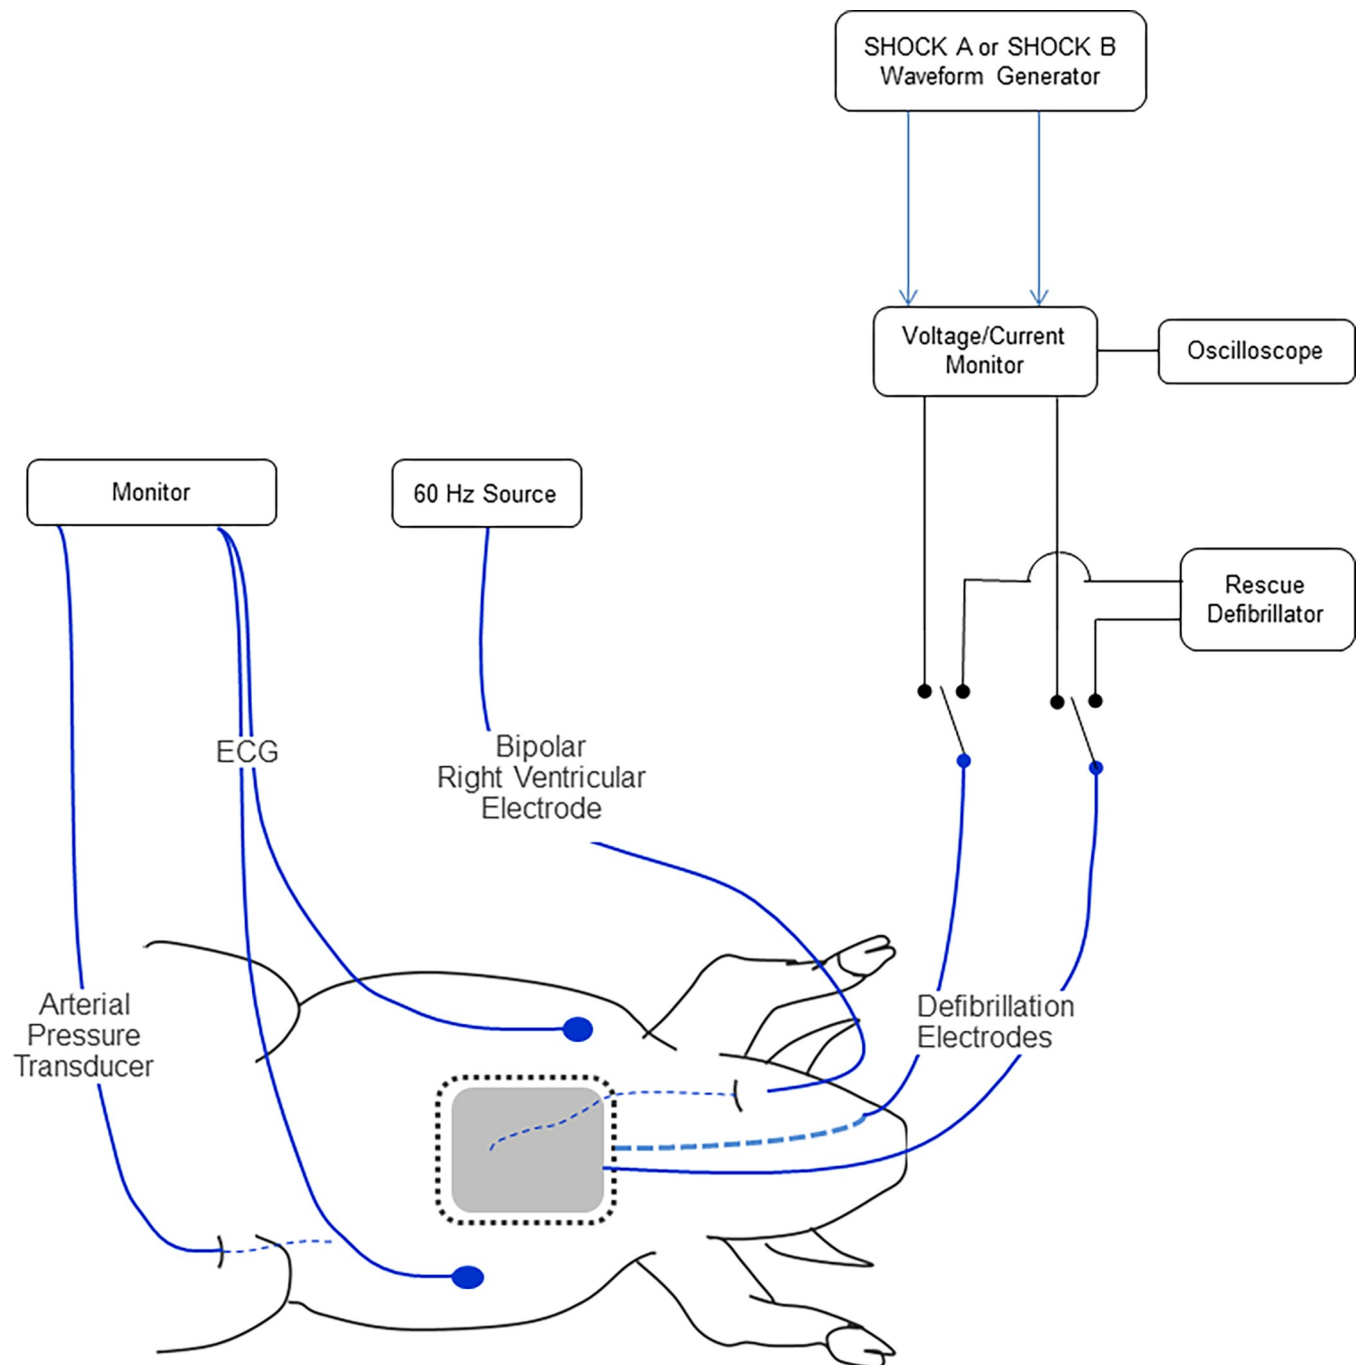 SHOCK A or SHOCK B
Waveform Generator
Voltage/Current
Monitor
Oscilloscope
Monitor
60 Hz Source
Rescue
Defibrillator
ECG
Bipolar
Right Ventricular
Electrode
Arterial
Pressure
Transducer
Defibrillation
Electrodes